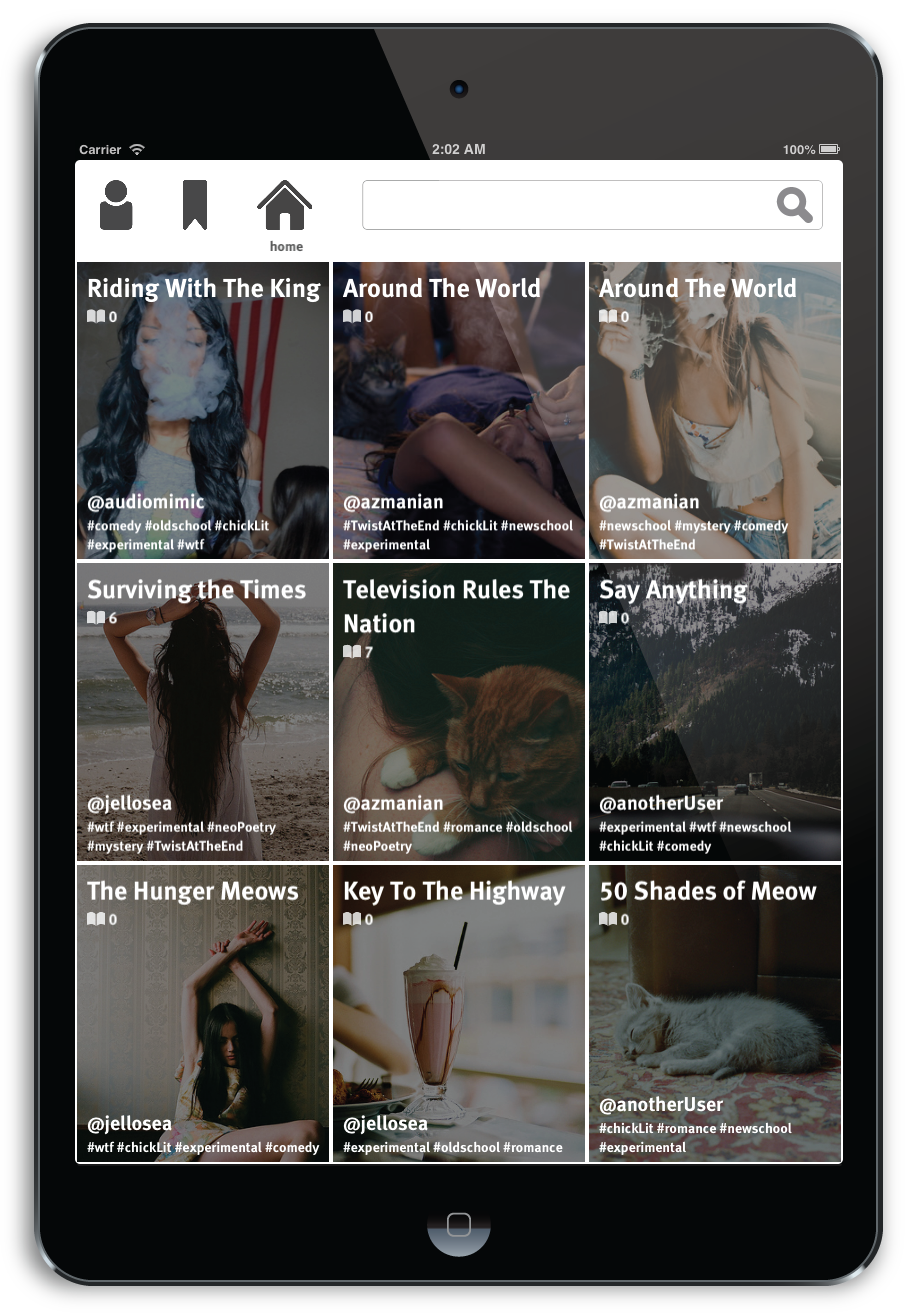 Carrier 2:02 AM 100%
home
Riding With The King
0
@audiomimic
#comedy #oldschool #chickLit
#experimental #wtf
Around The World
0
@azmanian
#TwistAtTheEnd #chickLit #newschool
#experimental
Around The World
0
@azmanian
#newschool #mystery #comedy
#TwistAtTheEnd
Surviving the Times
6
@jellosea
#wtf #experimental #neoPoetry
#mystery #TwistAtTheEnd
Television Rules The
Nation
7
@azmanian
#TwistAtTheEnd #romance #oldschool
#neoPoetry
Say Anything
0
@anotherUser
#experimental #wtf #newschool
#chickLit #comedy
The Hunger Meows
0
@jellosea
#wtf #chickLit #experimental #comedy
Key To The Highway
0
@jellosea
#experimental #oldschool #romance
50 Shades of Meow
0
@anotherUser
#chickLit #romance #newschool
#experimental